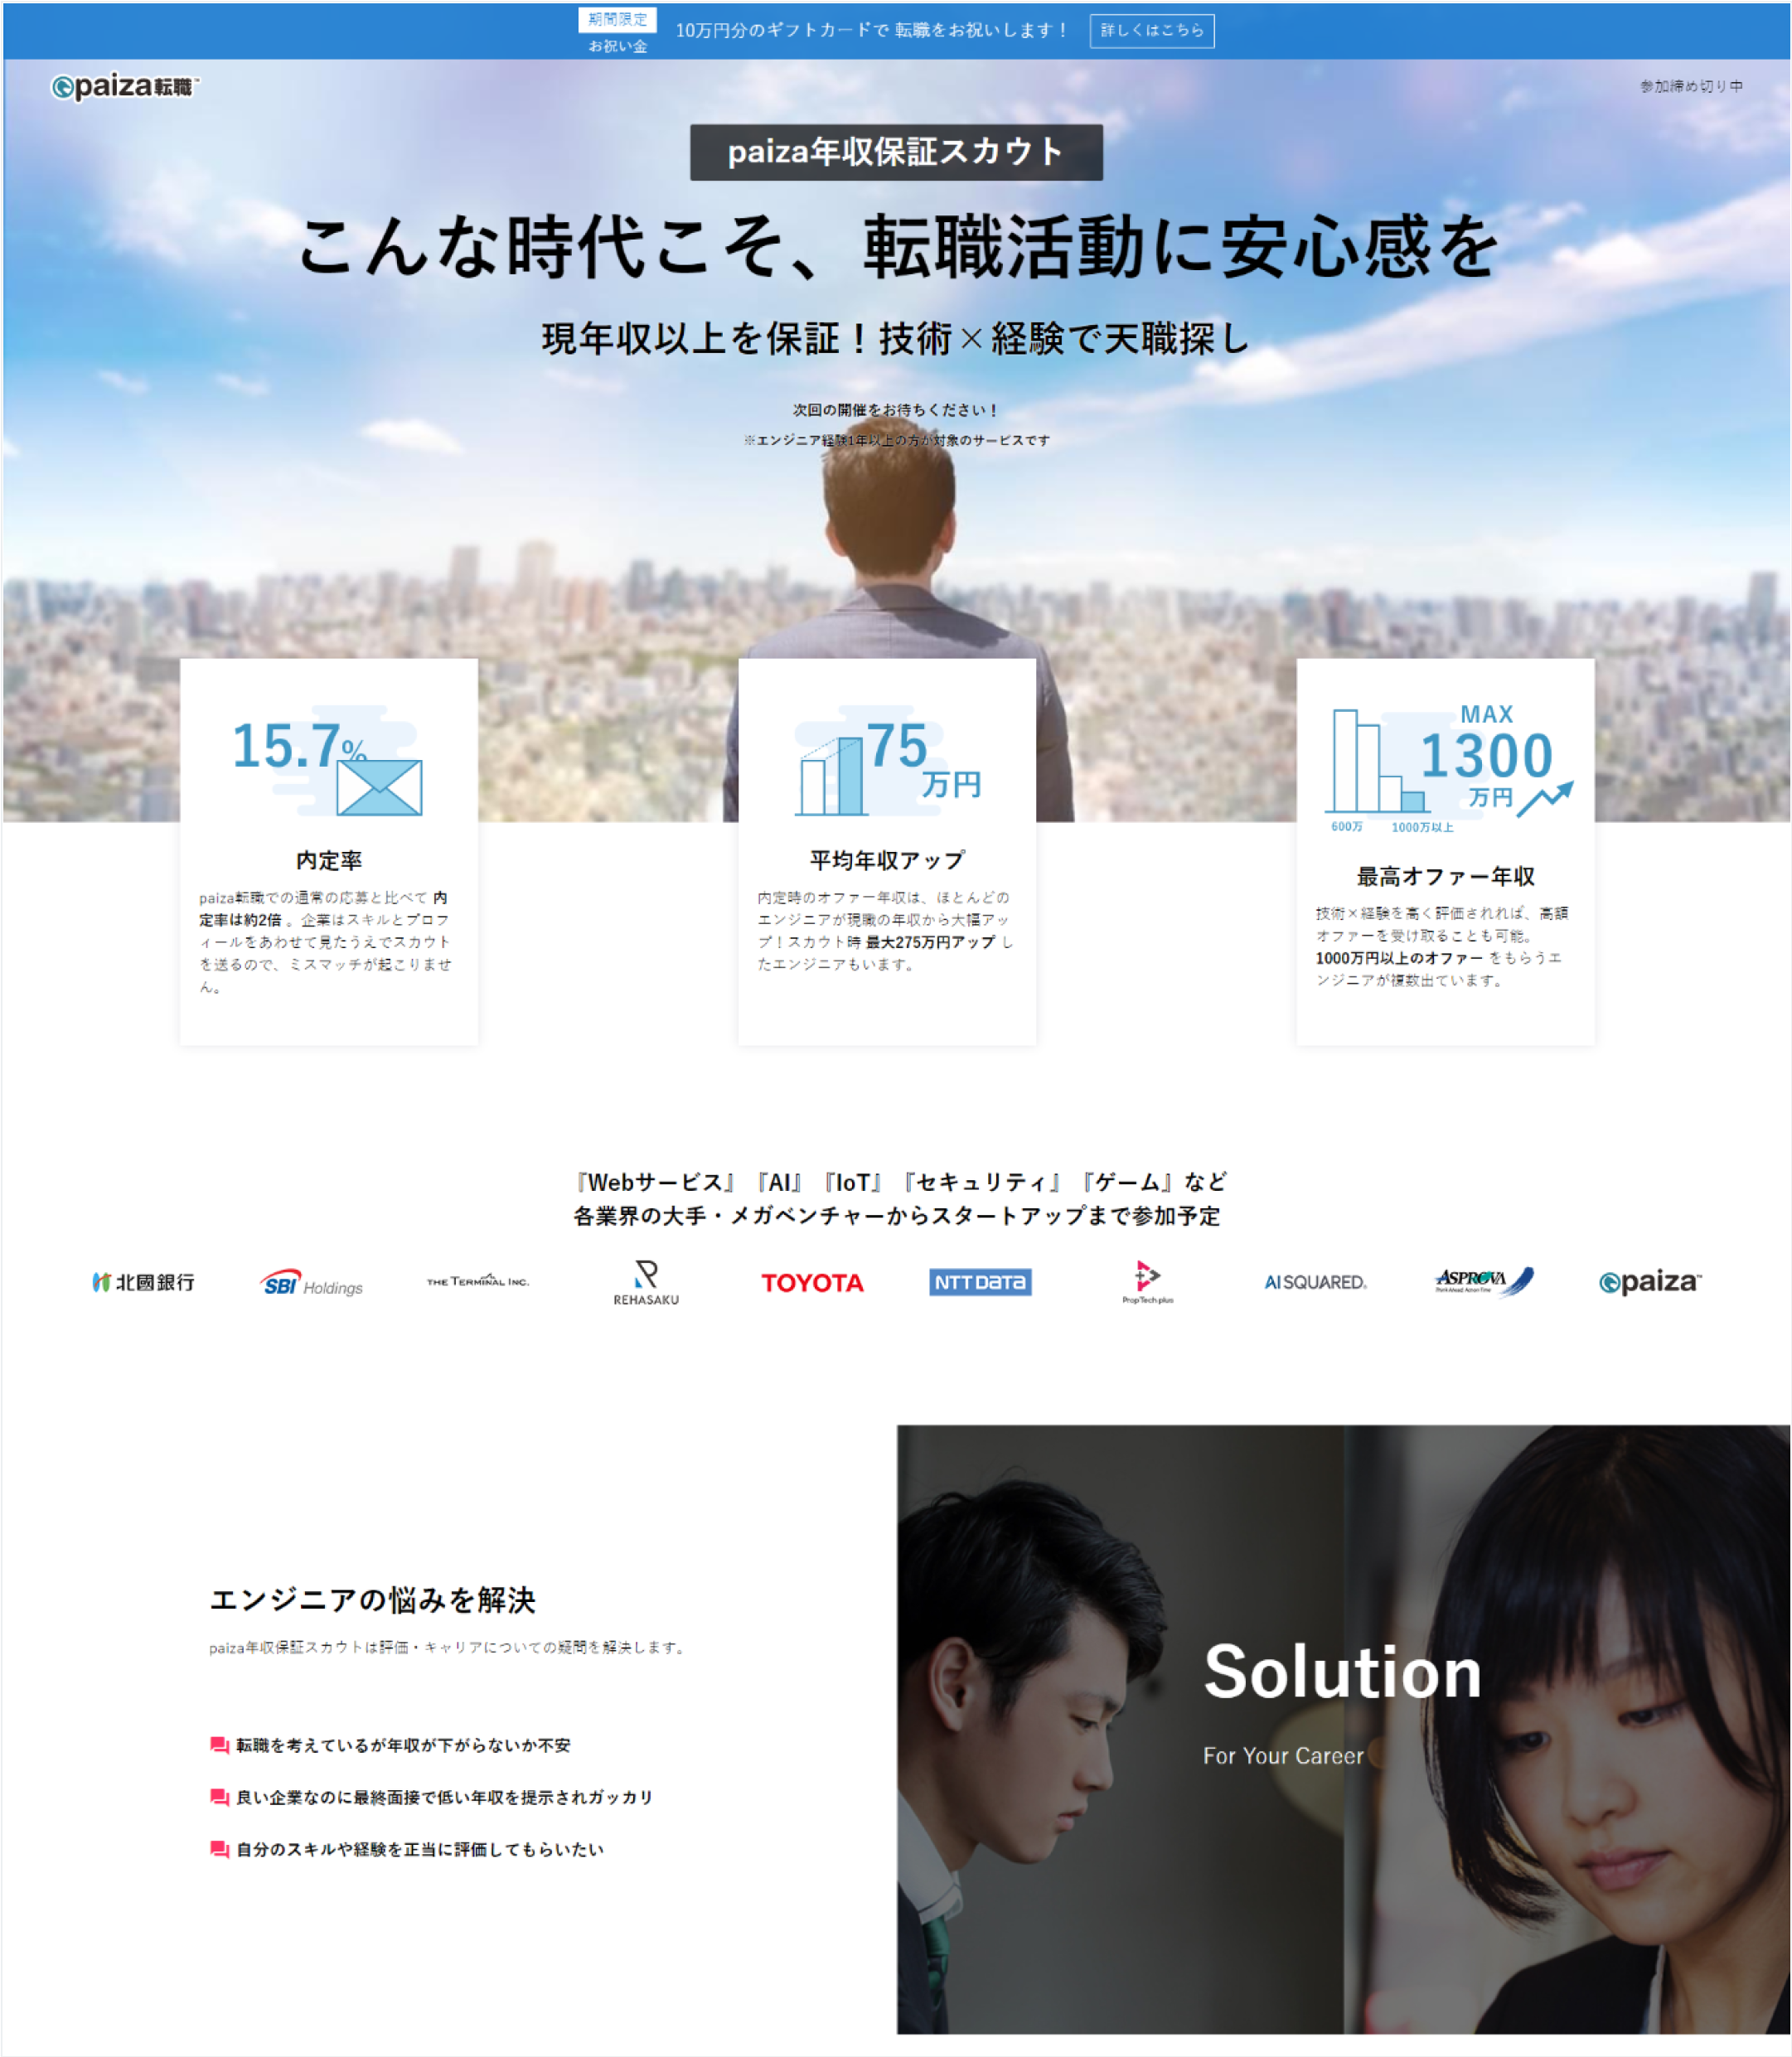 期間限定
お祝い金
10万円分のギフトカードで 転職をお祝いします！
詳しくはこちら
paiza転職™
参加締め切り中
paiza年収保証スカウト
こんな時代こそ、転職活動に安心感を
現年収以上を保証！技術×経験で天職探し
次回の開催をお待ちください！
※エンジニア経験1年以上の方が対象のサービスです
15.7%
内定率
paiza転職での通常の応募と比べて 内
定率は約2倍 。企業はスキルとプロフ
ィールをあわせて見たうえでスカウト
を送るので、ミスマッチが起こりませ
ん。
75
万円
平均年収アップ
内定時のオファー年収は、ほとんどの
エンジニアが現職の年収から大幅アッ
プ！スカウト時 最大275万円アップ し
たエンジニアもいます。
MAX
1300
万円
600万 1000万以上
最高オファー年収
技術×経験を高く評価されれば、高額
オファーを受け取ることも可能。
1000万円以上のオファー をもらうエ
ンジニアが複数出ています。
『Webサービス』『AI』『IoT』『セキュリティ』『ゲーム』など
各業界の大手・メガベンチャーからスタートアップまで参加予定
北國銀行
SBI Holdings
THE TERMINAL INC.
REHASAKU
TOYOTA
NTT DATA
PropTech plus
AI SQUARED.
ASPROVA
paiza™
エンジニアの悩みを解決
paiza年収保証スカウトは評価・キャリアについての疑問を解決します。
転職を考えているが年収が下がらないか不安
良い企業なのに最終面接で低い年収を提示されガッカリ
自分のスキルや経験を正当に評価してもらいたい
Solution
For Your Career